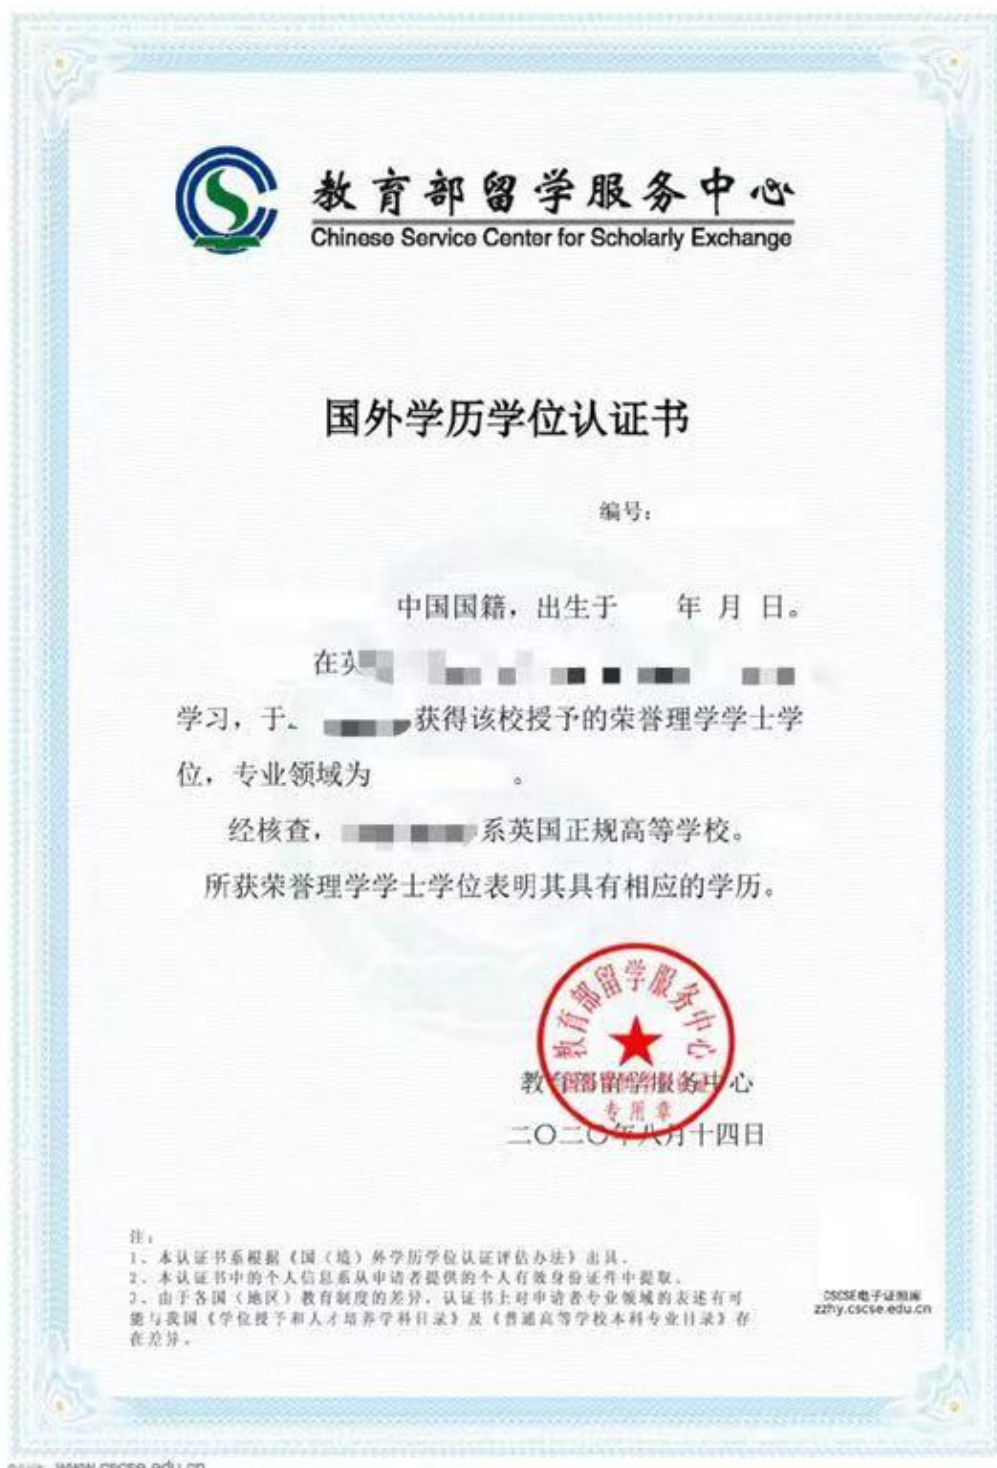 教育部留学服务中心
Chinese Service Center for Scholarly Exchange
国外学历学位认证书
编号:
中国国籍，出生于 年 月 日。
在英
学习，于 获得该校授予的荣誉理学学士学
位，专业领域为 。
经核查， 系英国正规高等学校。
所获荣誉理学学士学位表明其具有相应的学历。
教育部留学服务中心
专用章
教育部留学服务中心
二〇二〇年八月十四日
注：
1、本认证书系根据《国（境）外学历学位认证评估办法》出具。
2、本认证书中的个人信息系从申请者提供的个人有效身份证件中提取。
3、由于各国（地区）教育制度的差异，认证书上对申请者专业领域的表述有可
能与我国《学位授予和人才培养学科目录》及《普通高等学校本科专业目录》存
在差异。
CSCSE电子证照库
zzhy.cscse.edu.cn
www.cscse.edu.cn